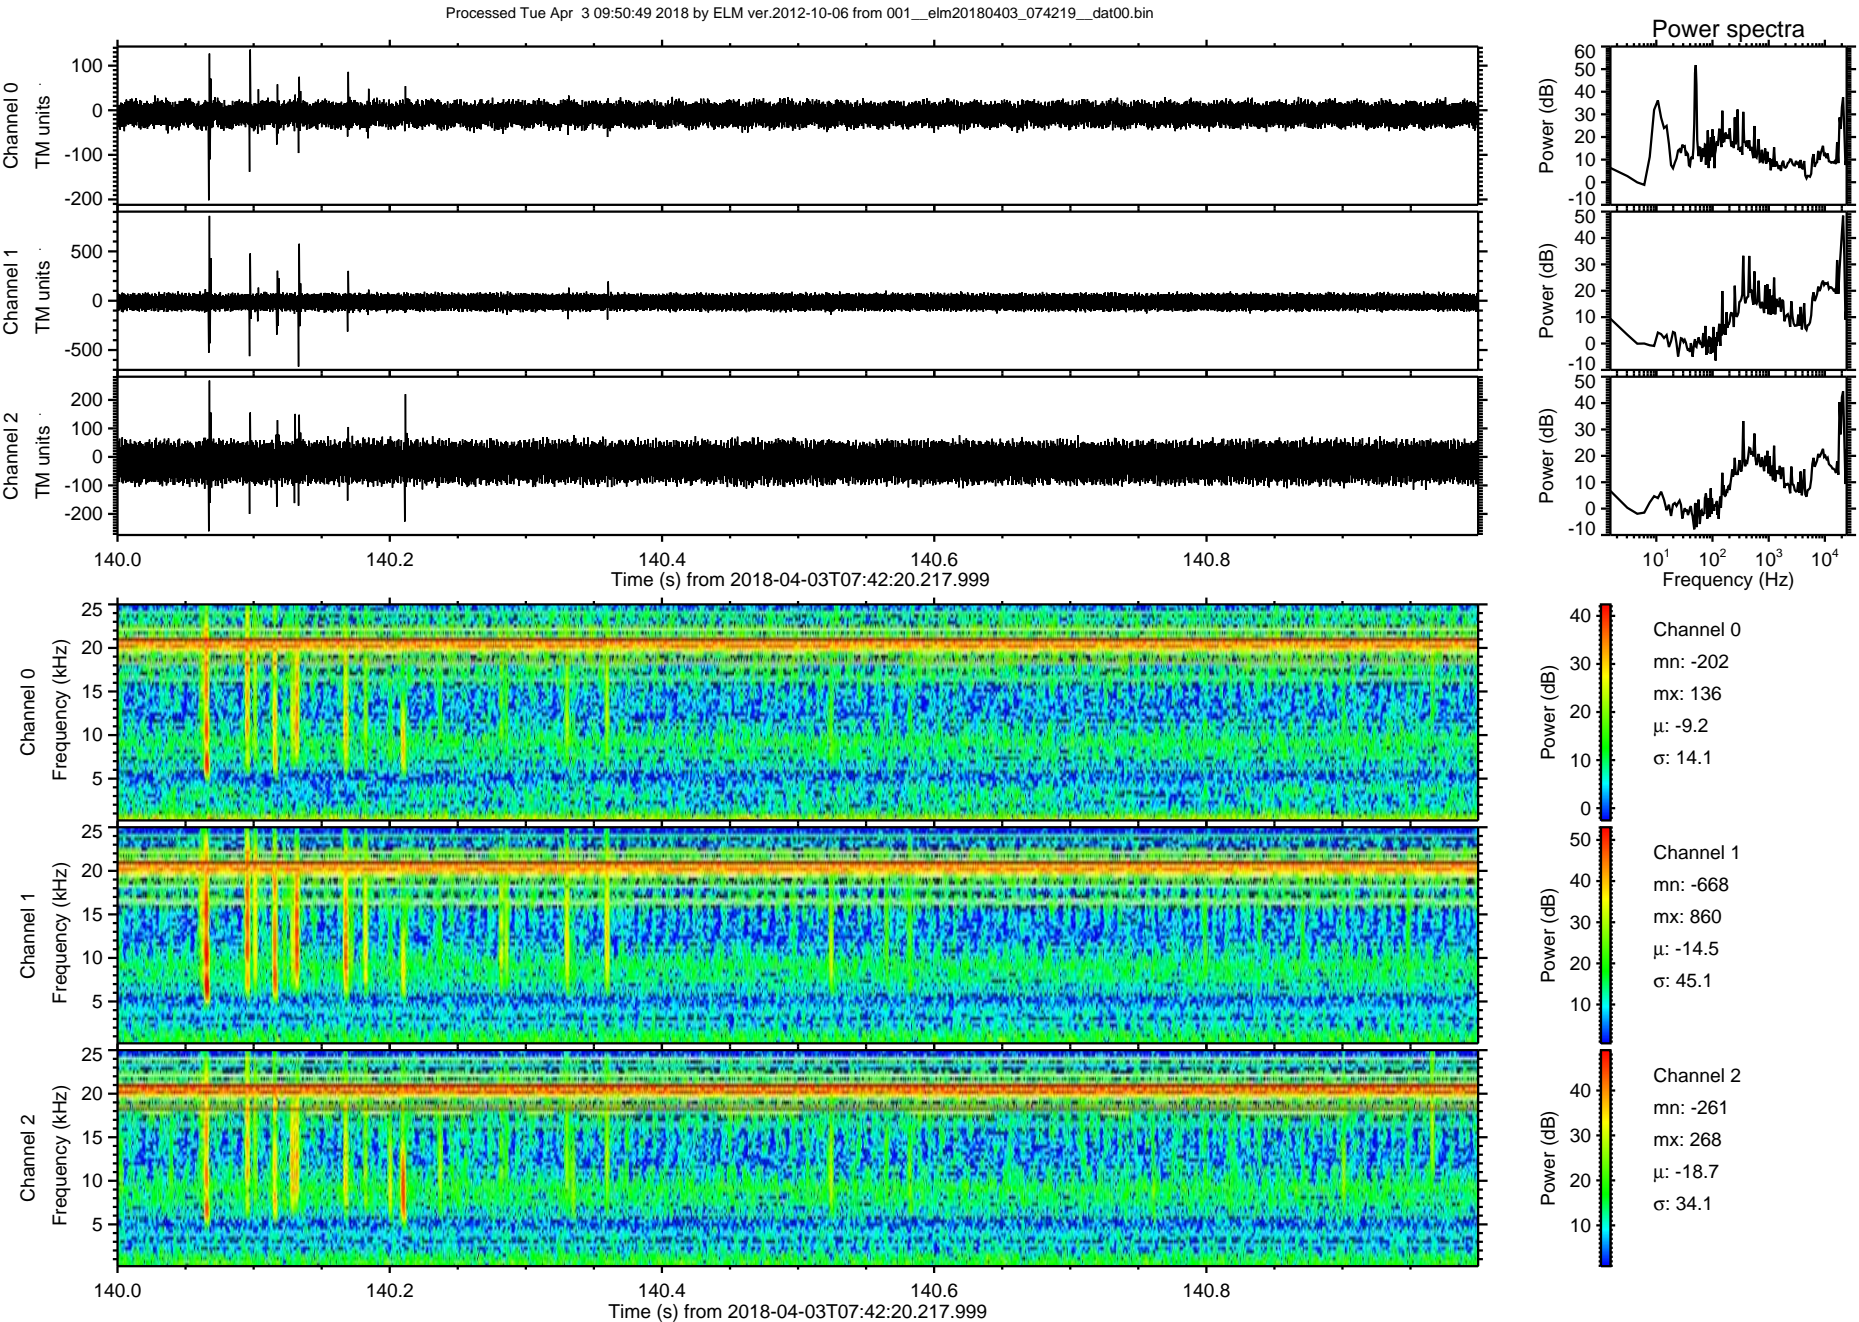 Processed Tue Apr  3 09:50:49 2018 by ELM ver.2012-10-06 from 001__elm20180403_074219__dat00.bin
Power spectra
Channel 0
TM units
100
0
-100
-200
Power (dB)
60
50
40
30
20
10
0
-10
Channel 1
TM units
500
0
-500
Power (dB)
50
40
30
20
10
0
-10
Channel 2
TM units
200
100
0
-100
-200
Power (dB)
50
40
30
20
10
0
-10
140.0 140.2 140.4 140.6 140.8
Time (s) from 2018-04-03T07:42:20.217.999
10¹ 10² 10³ 10⁴
Frequency (Hz)
Channel 0
Frequency (kHz)
25
20
15
10
5
Power (dB)
40
30
20
10
0
Channel 0
mn: -202
mx: 136
μ: -9.2
σ: 14.1
Channel 1
Frequency (kHz)
25
20
15
10
5
Power (dB)
50
40
30
20
10
Channel 1
mn: -668
mx: 860
μ: -14.5
σ: 45.1
Channel 2
Frequency (kHz)
25
20
15
10
5
Power (dB)
40
30
20
10
Channel 2
mn: -261
mx: 268
μ: -18.7
σ: 34.1
140.0 140.2 140.4 140.6 140.8
Time (s) from 2018-04-03T07:42:20.217.999